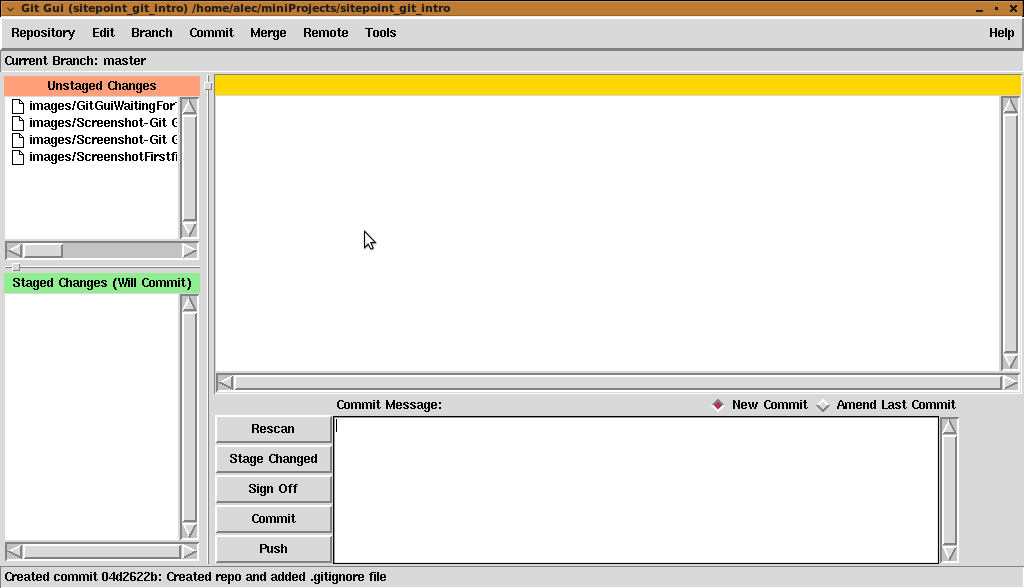 Git Gui (sitepoint_git_intro) /home/alec/miniProjects/sitepoint_git_intro
Repository Edit Branch Commit Merge Remote Tools Help
Current Branch: master
Unstaged Changes
images/GitGuiWaitingFor
images/Screenshot-Git G
images/Screenshot-Git G
images/ScreenshotFirstfi
Staged Changes (Will Commit)
Commit Message:
New Commit
Amend Last Commit
Rescan
Stage Changed
Sign Off
Commit
Push
Created commit 04d2622b: Created repo and added .gitignore file